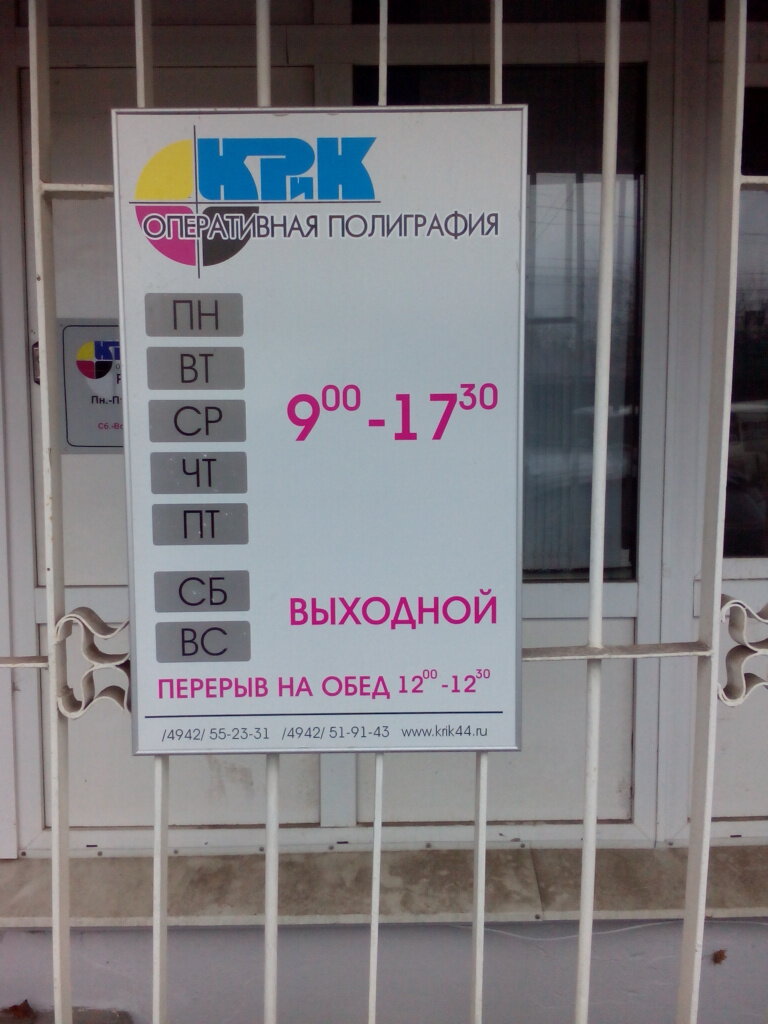 КРиК
ОПЕРАТИВНАЯ ПОЛИГРАФИЯ
ПН
ВТ
СР
ЧТ
ПТ
9⁰⁰-17³⁰
СБ
ВС
ВЫХОДНОЙ
ПЕРЕРЫВ НА ОБЕД 12⁰⁰-12³⁰
/4942/ 55-23-31 /4942/ 51-91-43 www.krik44.ru